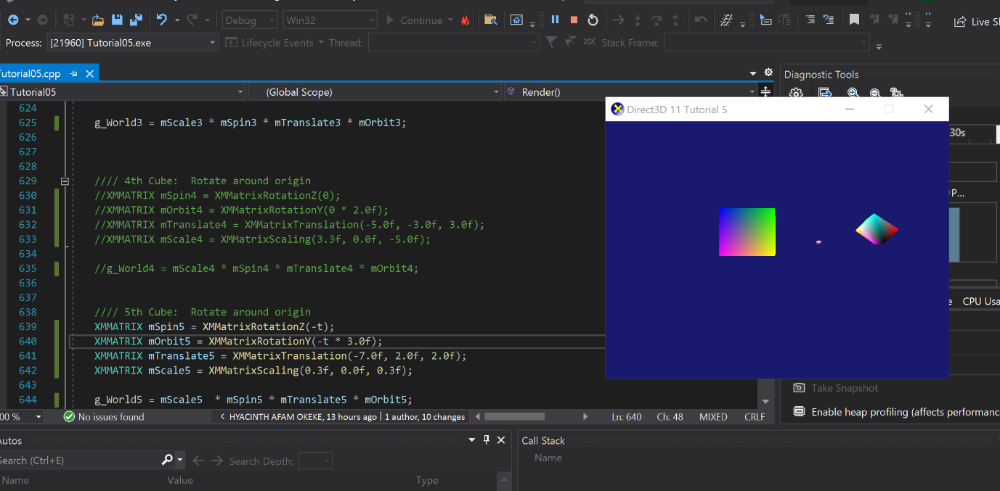 Debug
Win32
Continue
Live S
Process:
[21960] Tutorial05.exe
Lifecycle Events
Thread:
Stack Frame:
utorial05.cpp
Diagnostic Tools
Tutorial05
(Global Scope)
Render()
Direct3D 11 Tutorial 5
30s
P...
624
625 g_World3 = mScale3 * mSpin3 * mTranslate3 * mOrbit3;
626
627
628
629 //// 4th Cube:  Rotate around origin
630 //XMMATRIX mSpin4 = XMMatrixRotationZ(0);
631 //XMMATRIX mOrbit4 = XMMatrixRotationY(0 * 2.0f);
632 //XMMATRIX mTranslate4 = XMMatrixTranslation(-5.0f, -3.0f, 3.0f);
633 //XMMATRIX mScale4 = XMMatrixScaling(3.3f, 0.0f, -5.0f);
634
635 //g_World4 = mScale4 * mSpin4 * mTranslate4 * mOrbit4;
636
637
638 //// 5th Cube:  Rotate around origin
639 XMMATRIX mSpin5 = XMMatrixRotationZ(-t);
640 XMMATRIX mOrbit5 = XMMatrixRotationY(-t * 3.0f);
641 XMMATRIX mTranslate5 = XMMatrixTranslation(-7.0f, 2.0f, 2.0f);
642 XMMATRIX mScale5 = XMMatrixScaling(0.3f, 0.0f, 0.3f);
643
644 g_World5 = mScale5  * mSpin5 * mTranslate5 * mOrbit5;
e CPU Usa
Take Snapshot
Enable heap profiling (affects performanc
00 %
No issues found
HYACINTH AFAM OKEKE, 13 hours ago | 1 author, 10 changes
Ln: 640
Ch: 48
MIXED
CRLF
utos
Search (Ctrl+E)
Search Depth:
Name
Value
Type
Call Stack
Name